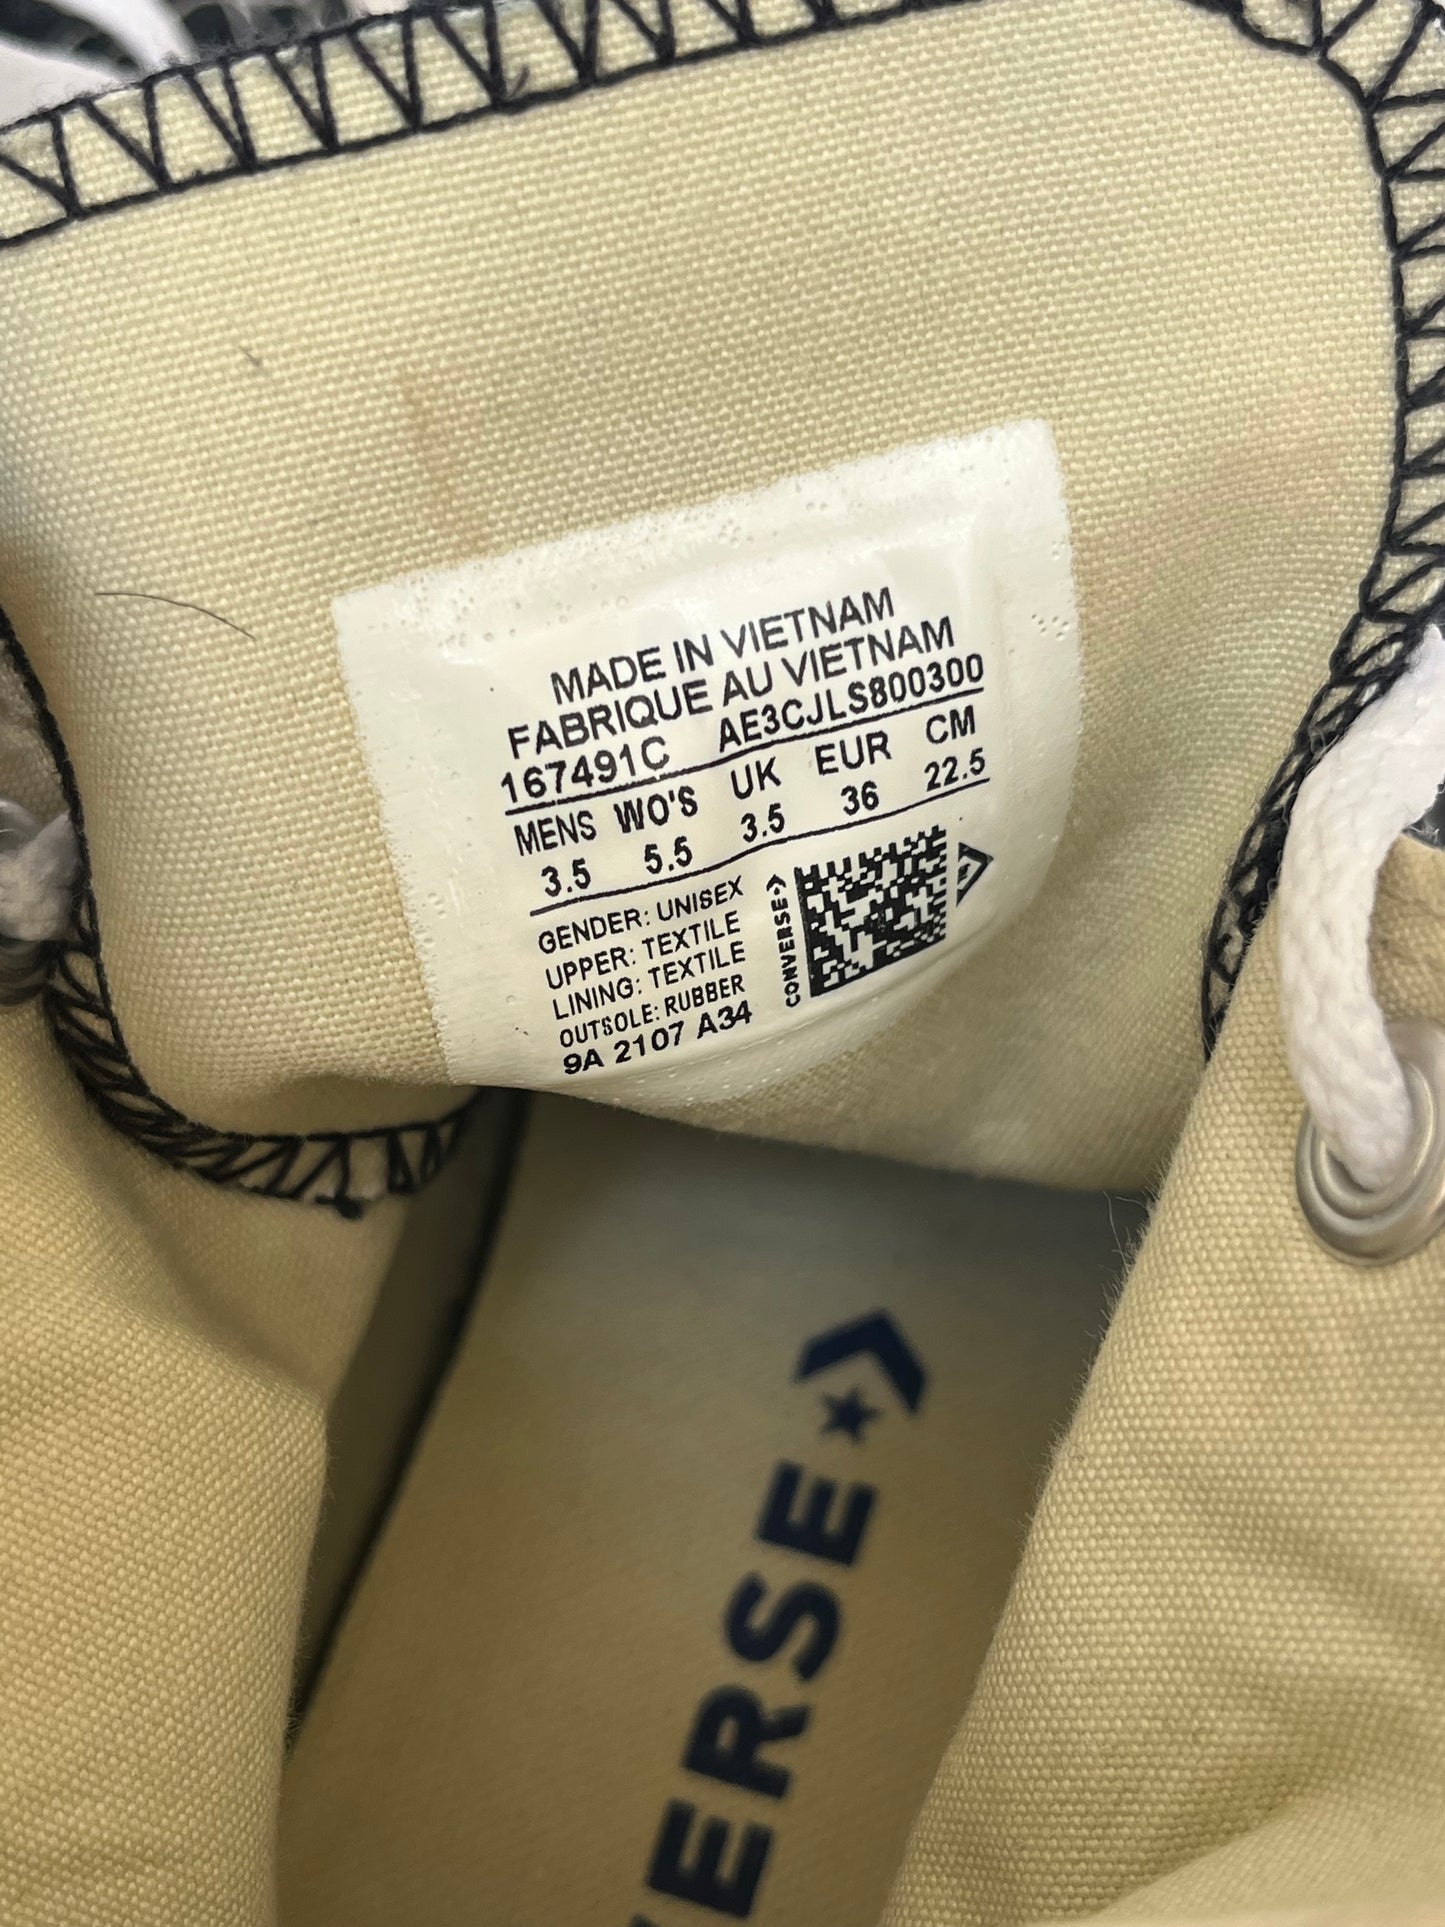 MADE IN VIETNAM
FABRIQUE AU VIETNAM
167491C AE3CJLS800300
MENS WO'S UK EUR CM
3.5 5.5 3.5 36 22.5
GENDER: UNISEX
UPPER: TEXTILE
LINING: TEXTILE
OUTSOLE: RUBBER
9A 2107 A34
CONVERSE
VERSE